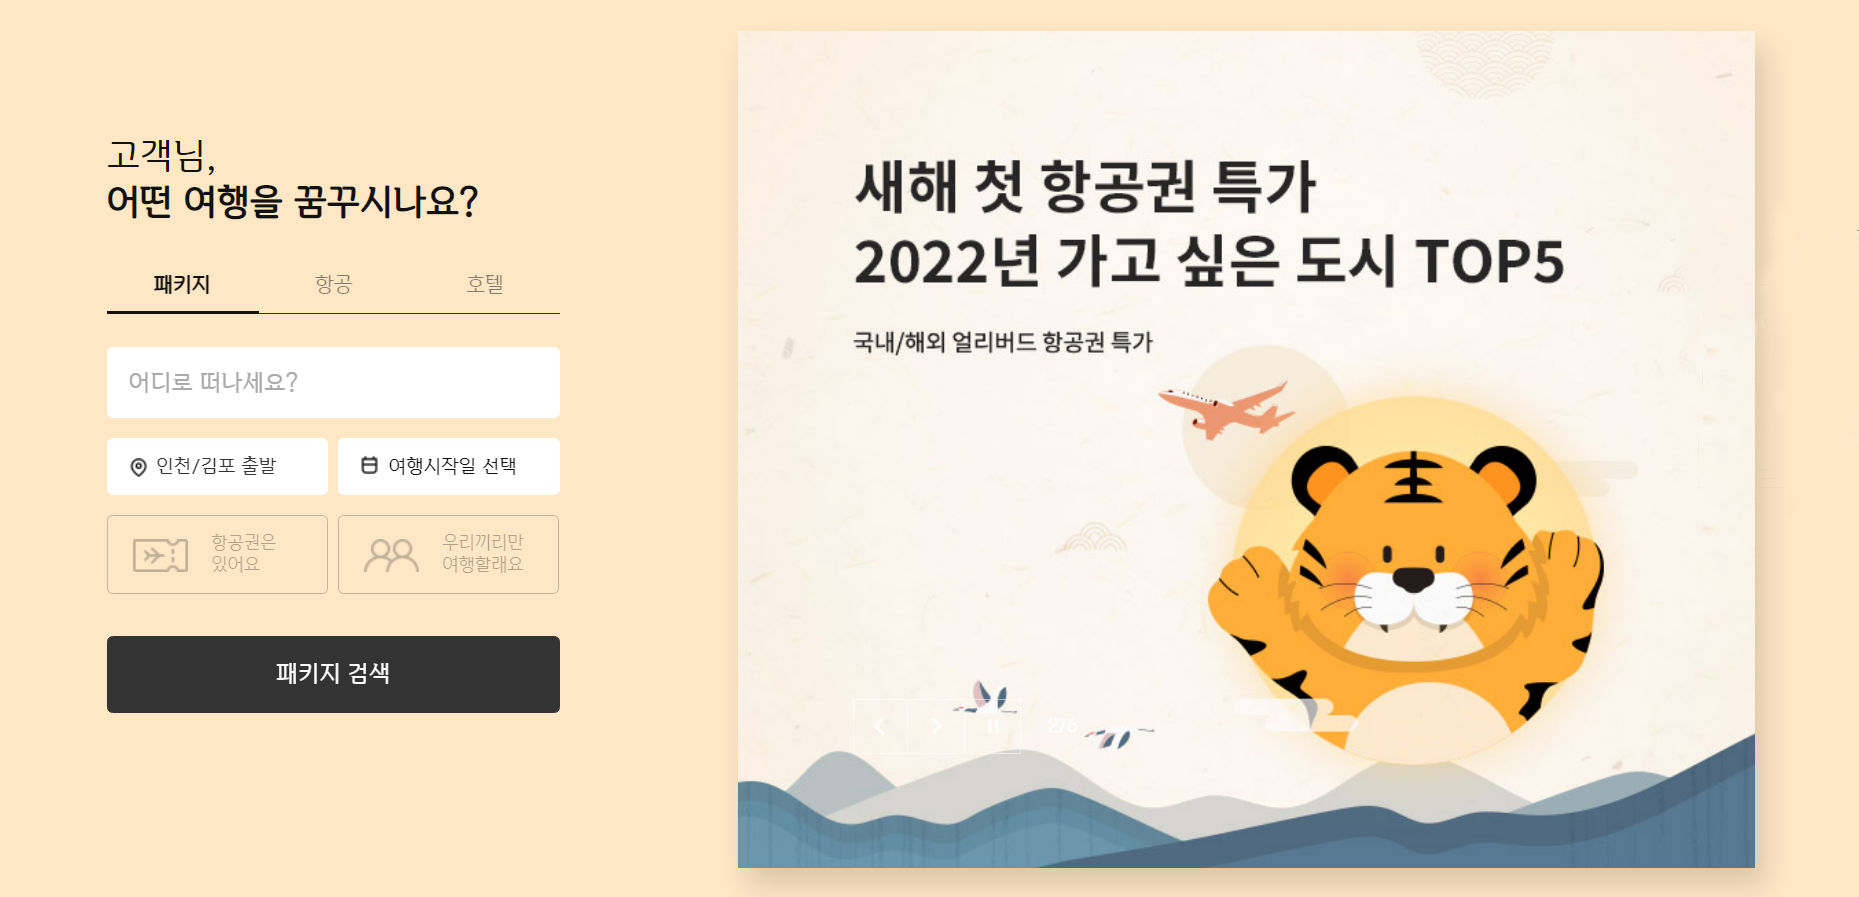 고객님,
어떤 여행을 꿈꾸시나요?
패키지 항공 호텔
어디로 떠나세요?
인천/김포 출발 여행시작일 선택
항공권은
있어요
우리끼리만
여행할래요
패키지 검색
새해 첫 항공권 특가
2022년 가고 싶은 도시 TOP5
국내/해외 얼리버드 항공권 특가
2/6